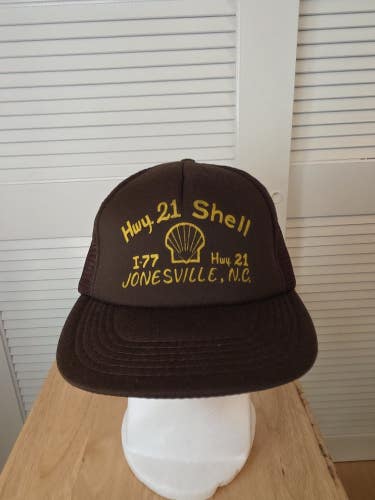 Hwy. 21 Shell
I-77 Hwy 21
JONESVILLE, N.C.